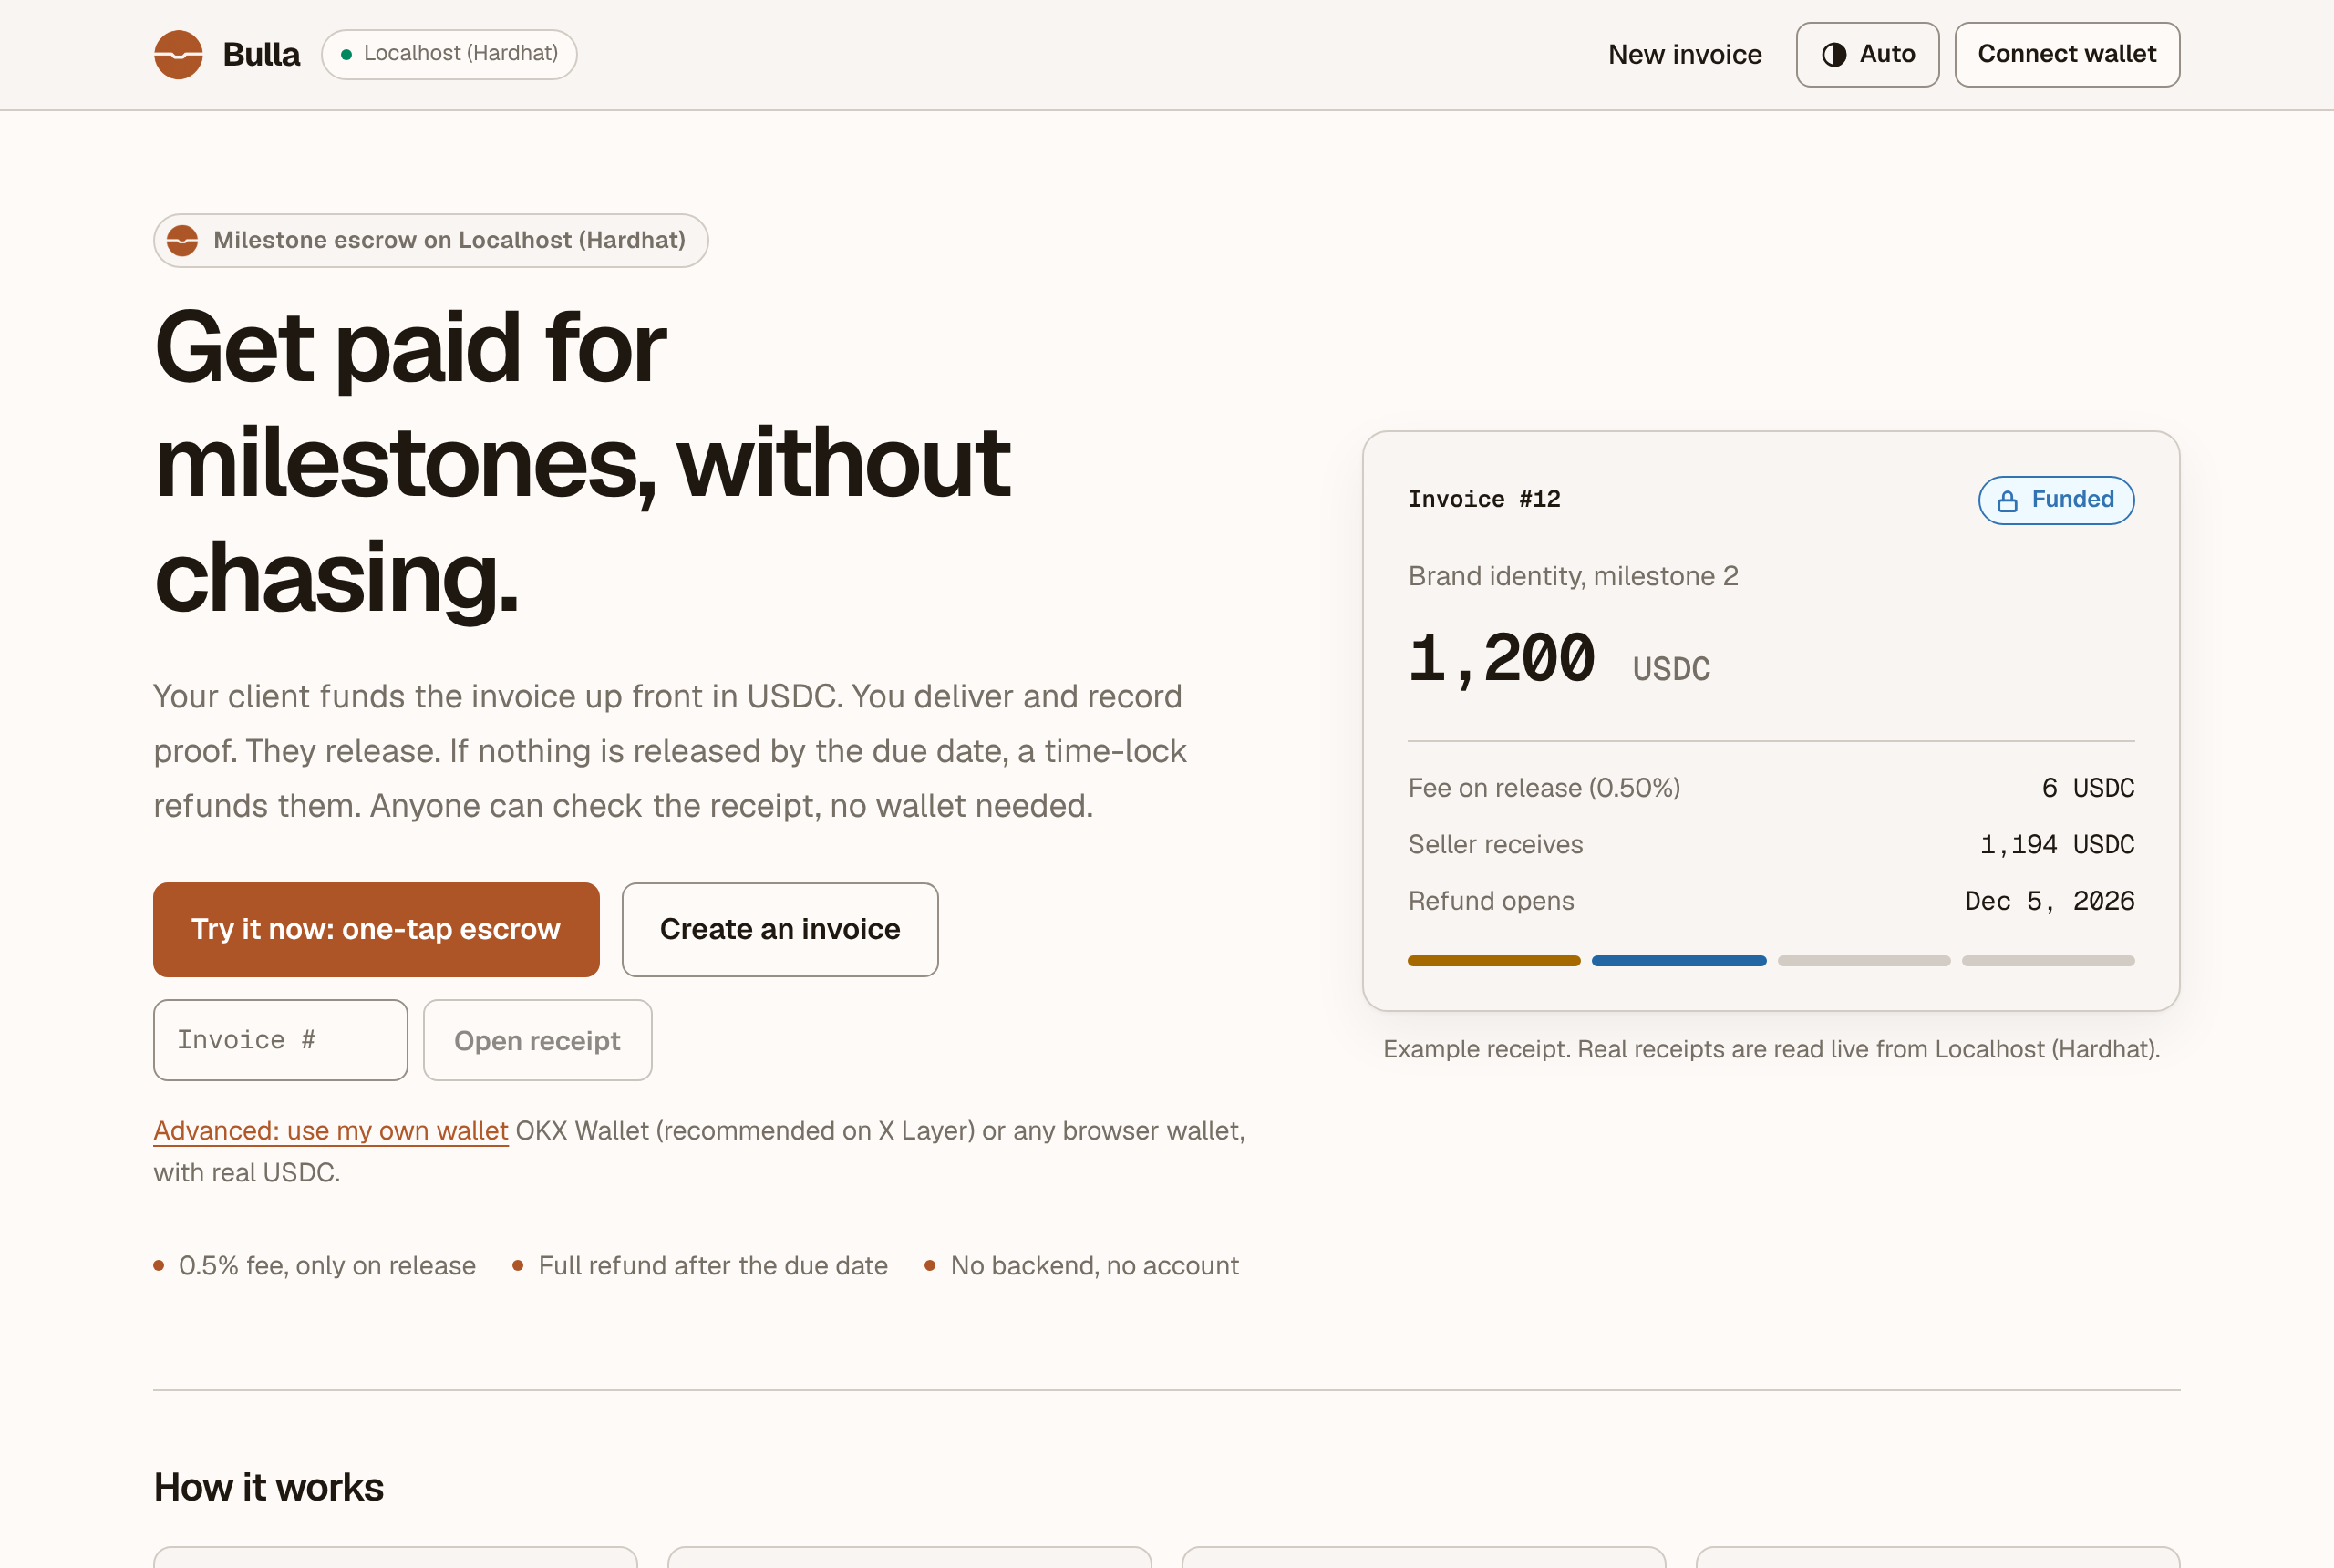 Bulla
Localhost (Hardhat)
New invoice
Auto
Connect wallet
Milestone escrow on Localhost (Hardhat)
Get paid for
milestones, without
chasing.
Your client funds the invoice up front in USDC. You deliver and record
proof. They release. If nothing is released by the due date, a time-lock
refunds them. Anyone can check the receipt, no wallet needed.
Try it now: one-tap escrow
Create an invoice
Invoice #
Open receipt
Advanced: use my own wallet OKX Wallet (recommended on X Layer) or any browser wallet,
with real USDC.
0.5% fee, only on release
Full refund after the due date
No backend, no account
Invoice #12
Funded
Brand identity, milestone 2
1,200 USDC
Fee on release (0.50%) 6 USDC
Seller receives 1,194 USDC
Refund opens Dec 5, 2026
Example receipt. Real receipts are read live from Localhost (Hardhat).
How it works